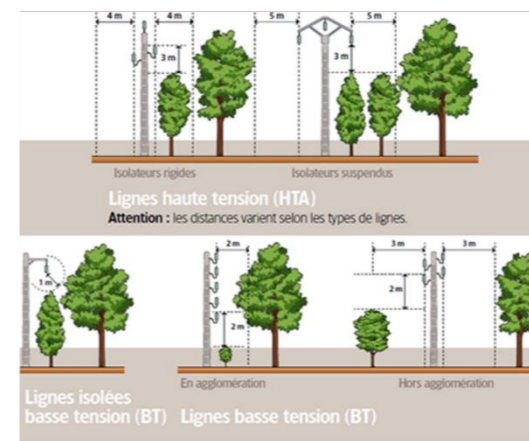 4 m 4 m 5 m 5 m
3 m 3 m
Isolateurs rigides Isolateurs suspendus
Lignes haute tension (HTA)
Attention : les distances varient selon les types de lignes.
2 m 3 m 3 m
1 m 2 m
2 m
En agglomération Hors agglomération
Lignes isolées
basse tension (BT) Lignes basse tension (BT)